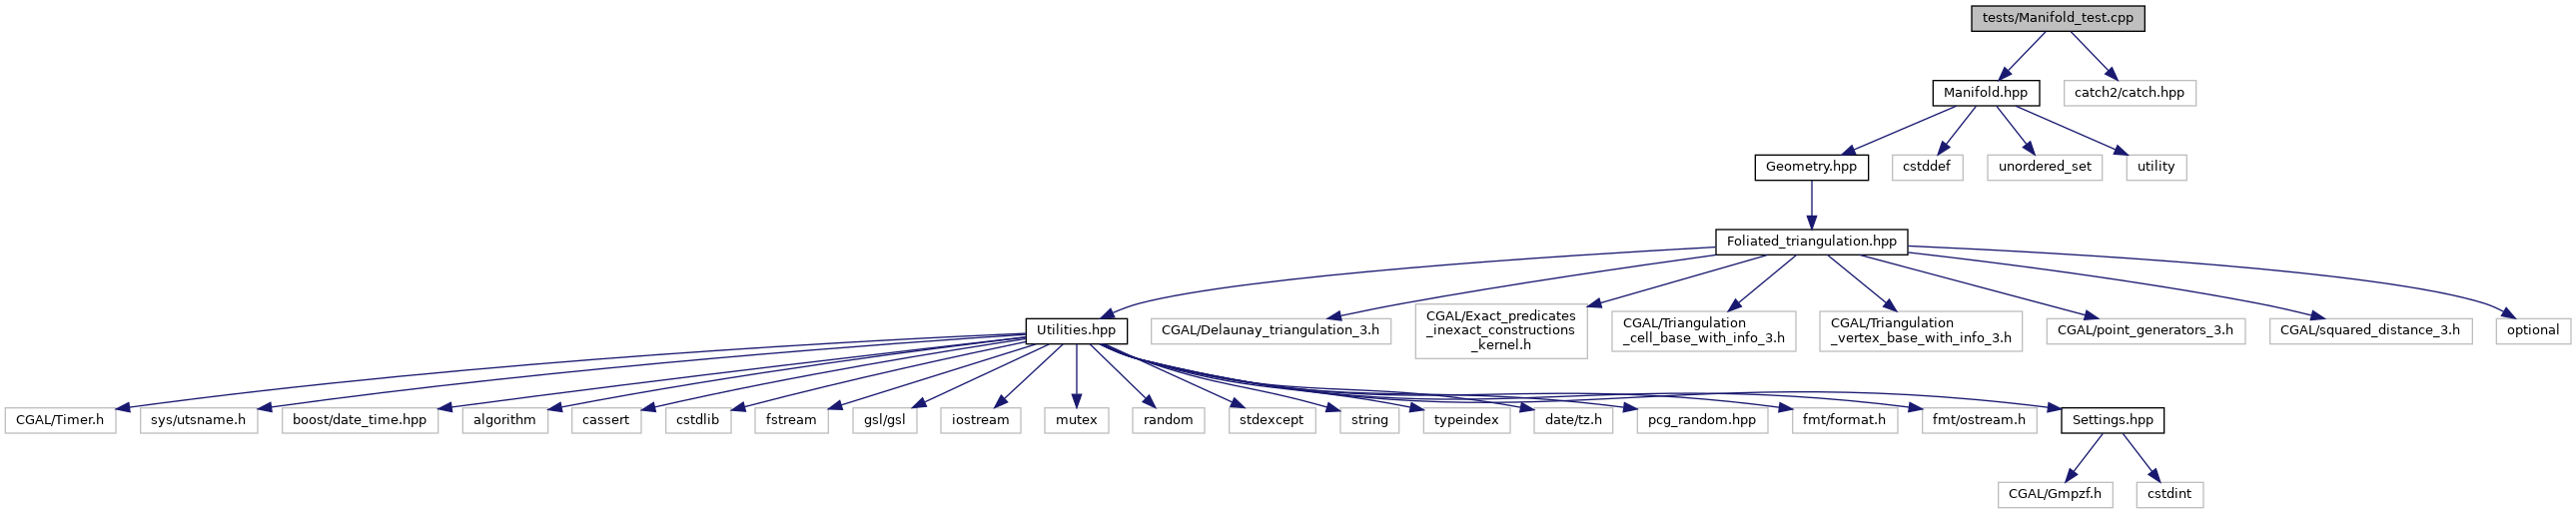 tests/Manifold_test.cpp
Manifold.hpp
catch2/catch.hpp
Geometry.hpp
cstddef
unordered_set
utility
Foliated_triangulation.hpp
Utilities.hpp
CGAL/Delaunay_triangulation_3.h
CGAL/Exact_predicates
_inexact_constructions
_kernel.h
CGAL/Triangulation
_cell_base_with_info_3.h
CGAL/Triangulation
_vertex_base_with_info_3.h
CGAL/point_generators_3.h
CGAL/squared_distance_3.h
optional
CGAL/Timer.h
sys/utsname.h
boost/date_time.hpp
algorithm
cassert
cstdlib
fstream
gsl/gsl
iostream
mutex
random
stdexcept
string
typeindex
date/tz.h
pcg_random.hpp
fmt/format.h
fmt/ostream.h
Settings.hpp
CGAL/Gmpzf.h
cstdint